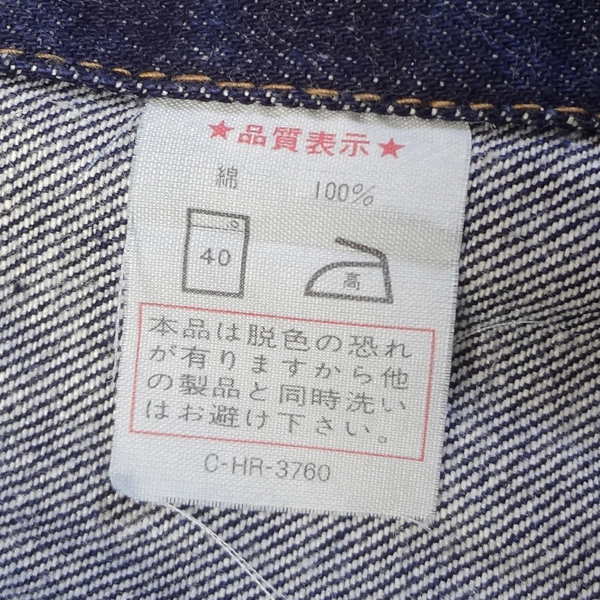 ★品質表示★
綿 100%
40 高
本品は脱色の恐れ
が有りますから他
の製品と同時洗い
はお避け下さい。
C-HR-3760